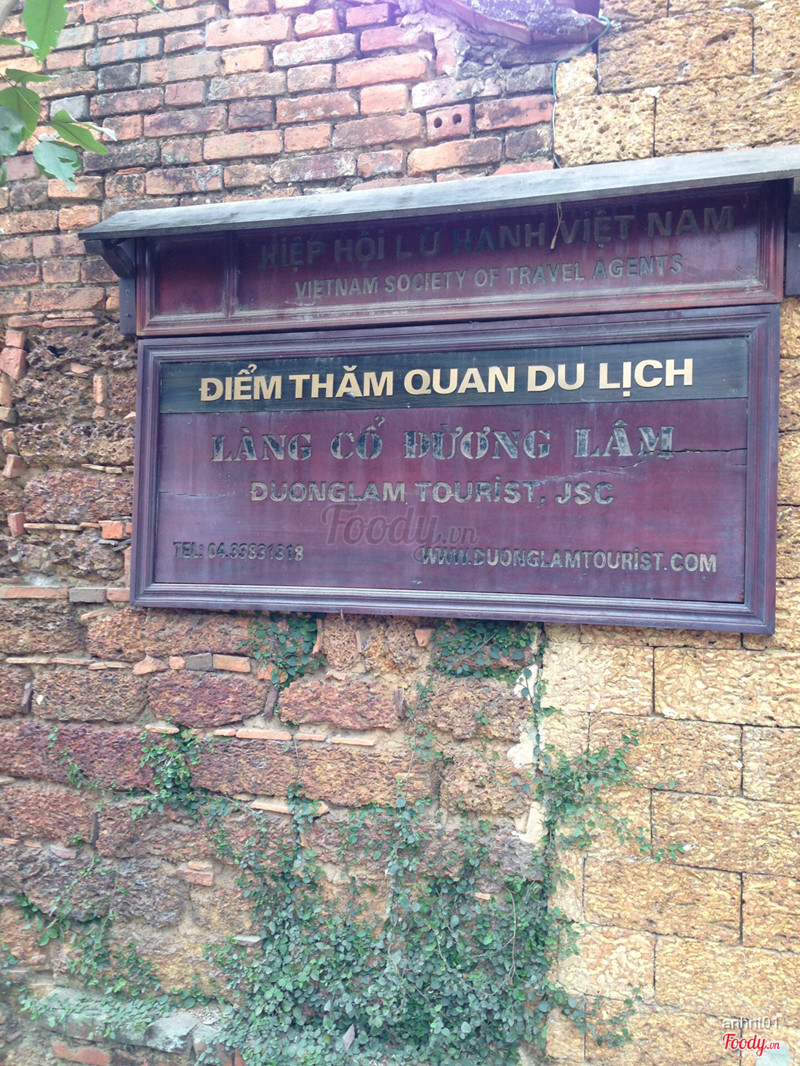 HIỆP HỘI LỮ HÀNH VIỆT NAM
VIETNAM SOCIETY OF TRAVEL AGENTS
ĐIỂM THĂM QUAN DU LỊCH
LÀNG CỔ ĐƯỜNG LÂM
ĐUONGLAM TOURIST. JSC
Foody.vn
TEL: 04.33831818 WWW.DUONGLAMTOURIST.COM
anhnl01
Foody.vn